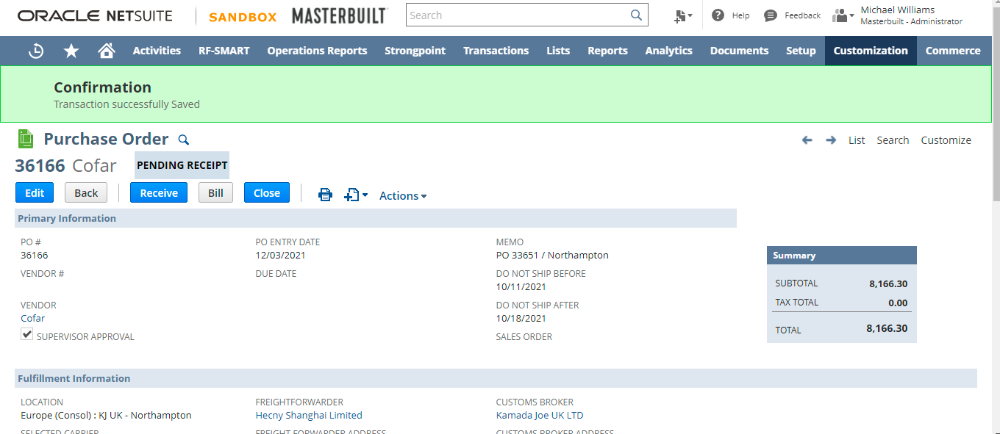 ORACLE NETSUITE
SANDBOX
MASTERBUILT
Search
Help
Feedback
Michael Williams
Masterbuilt - Administrator
Activities
RF-SMART
Operations Reports
Strongpoint
Transactions
Lists
Reports
Analytics
Documents
Setup
Customization
Commerce
Confirmation
Transaction successfully Saved
Purchase Order
List
Search
Customize
36166 Cofar
PENDING RECEIPT
Edit
Back
Receive
Bill
Close
Actions
Primary Information
PO #
36166
PO ENTRY DATE
12/03/2021
MEMO
PO 33651 / Northampton
VENDOR #
DUE DATE
DO NOT SHIP BEFORE
10/11/2021
VENDOR
Cofar
DO NOT SHIP AFTER
10/18/2021
SUPERVISOR APPROVAL
SALES ORDER
Summary
SUBTOTAL 8,166.30
TAX TOTAL 0.00
TOTAL 8,166.30
Fulfillment Information
LOCATION
Europe (Consol) : KJ UK - Northampton
FREIGHTFORWARDER
Hecny Shanghai Limited
CUSTOMS BROKER
Kamada Joe UK LTD
SELECTED CARRIER
FREIGHT FORWARDER ADDRESS
CUSTOMS BROKER ADDRESS